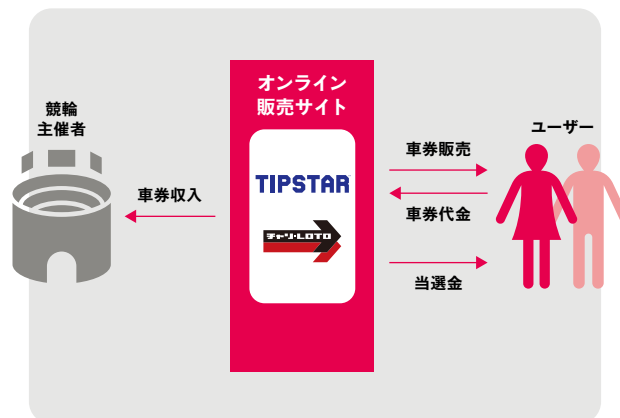 オンライン
販売サイト
競輪
主催者
ユーザー
車券販売
TIPSTAR
車券収入
車券代金
チャリ・LOTO
当選金